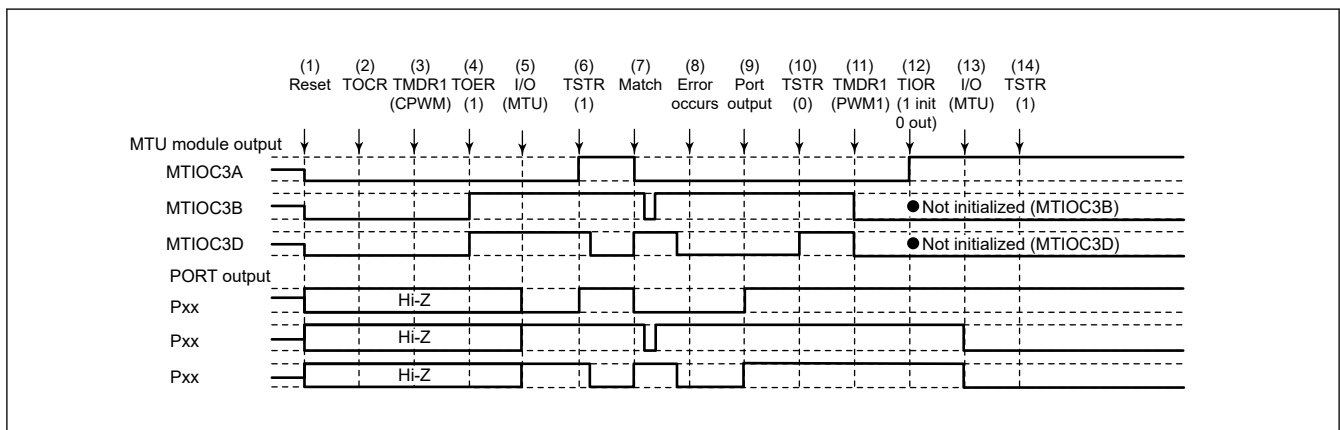 (1) (2) (3) (4) (5) (6) (7) (8) (9) (10) (11) (12) (13) (14)
Reset TOCR TMDR1 TOER I/O TSTR Match Error Port TSTR TMDR1 TIOR I/O TSTR
(CPWM) (1) (MTU) (1) occurs output (0) (PWM1) (1 init (MTU) (1)
0 out)
MTU module output
MTIOC3A
MTIOC3B ● Not initialized (MTIOC3B)
MTIOC3D ● Not initialized (MTIOC3D)
PORT output
Pxx Hi-Z
Pxx Hi-Z
Pxx Hi-Z